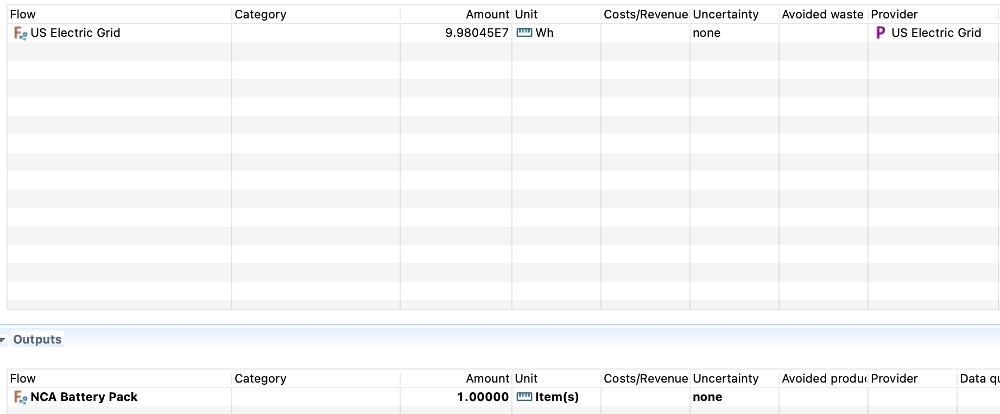 Flow Category Amount Unit Costs/Revenue Uncertainty Avoided waste Provider
US Electric Grid 9.98045E7 Wh none P US Electric Grid
Outputs
Flow Category Amount Unit Costs/Revenue Uncertainty Avoided produc Provider Data qu
NCA Battery Pack 1.00000 Item(s) none